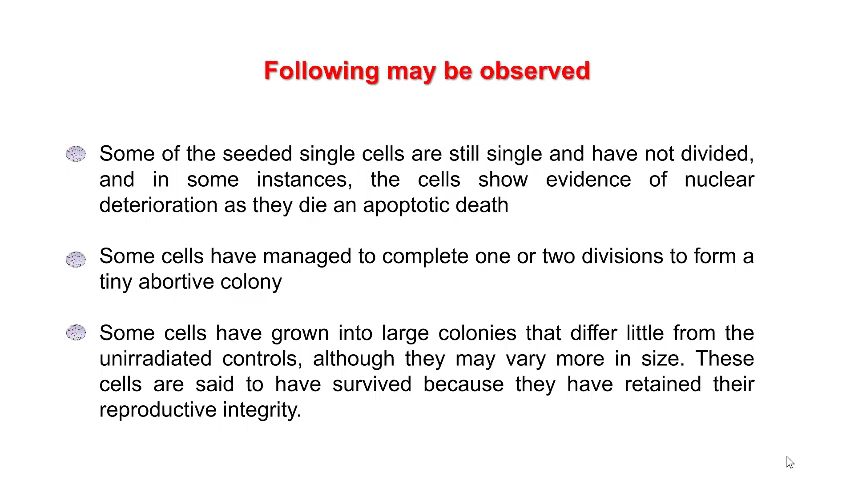 Following may be observed
Some of the seeded single cells are still single and have not divided,
and in some instances, the cells show evidence of nuclear
deterioration as they die an apoptotic death
Some cells have managed to complete one or two divisions to form a
tiny abortive colony
Some cells have grown into large colonies that differ little from the
unirradiated controls, although they may vary more in size. These
cells are said to have survived because they have retained their
reproductive integrity.